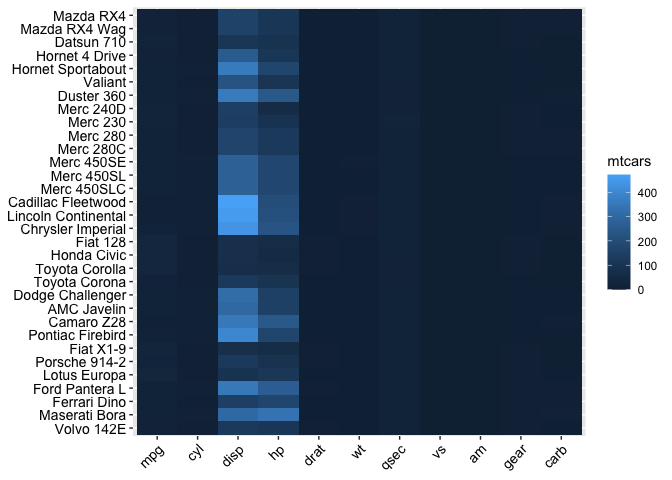 Mazda RX4
Mazda RX4 Wag
Datsun 710
Hornet 4 Drive
Hornet Sportabout
Valiant
Duster 360
Merc 240D
Merc 230
Merc 280
Merc 280C
Merc 450SE
Merc 450SL
Merc 450SLC
Cadillac Fleetwood
Lincoln Continental
Chrysler Imperial
Fiat 128
Honda Civic
Toyota Corolla
Toyota Corona
Dodge Challenger
AMC Javelin
Camaro Z28
Pontiac Firebird
Fiat X1-9
Porsche 914-2
Lotus Europa
Ford Pantera L
Ferrari Dino
Maserati Bora
Volvo 142E
mpg cyl disp hp drat wt qsec vs am gear carb
mtcars
400
300
200
100
0